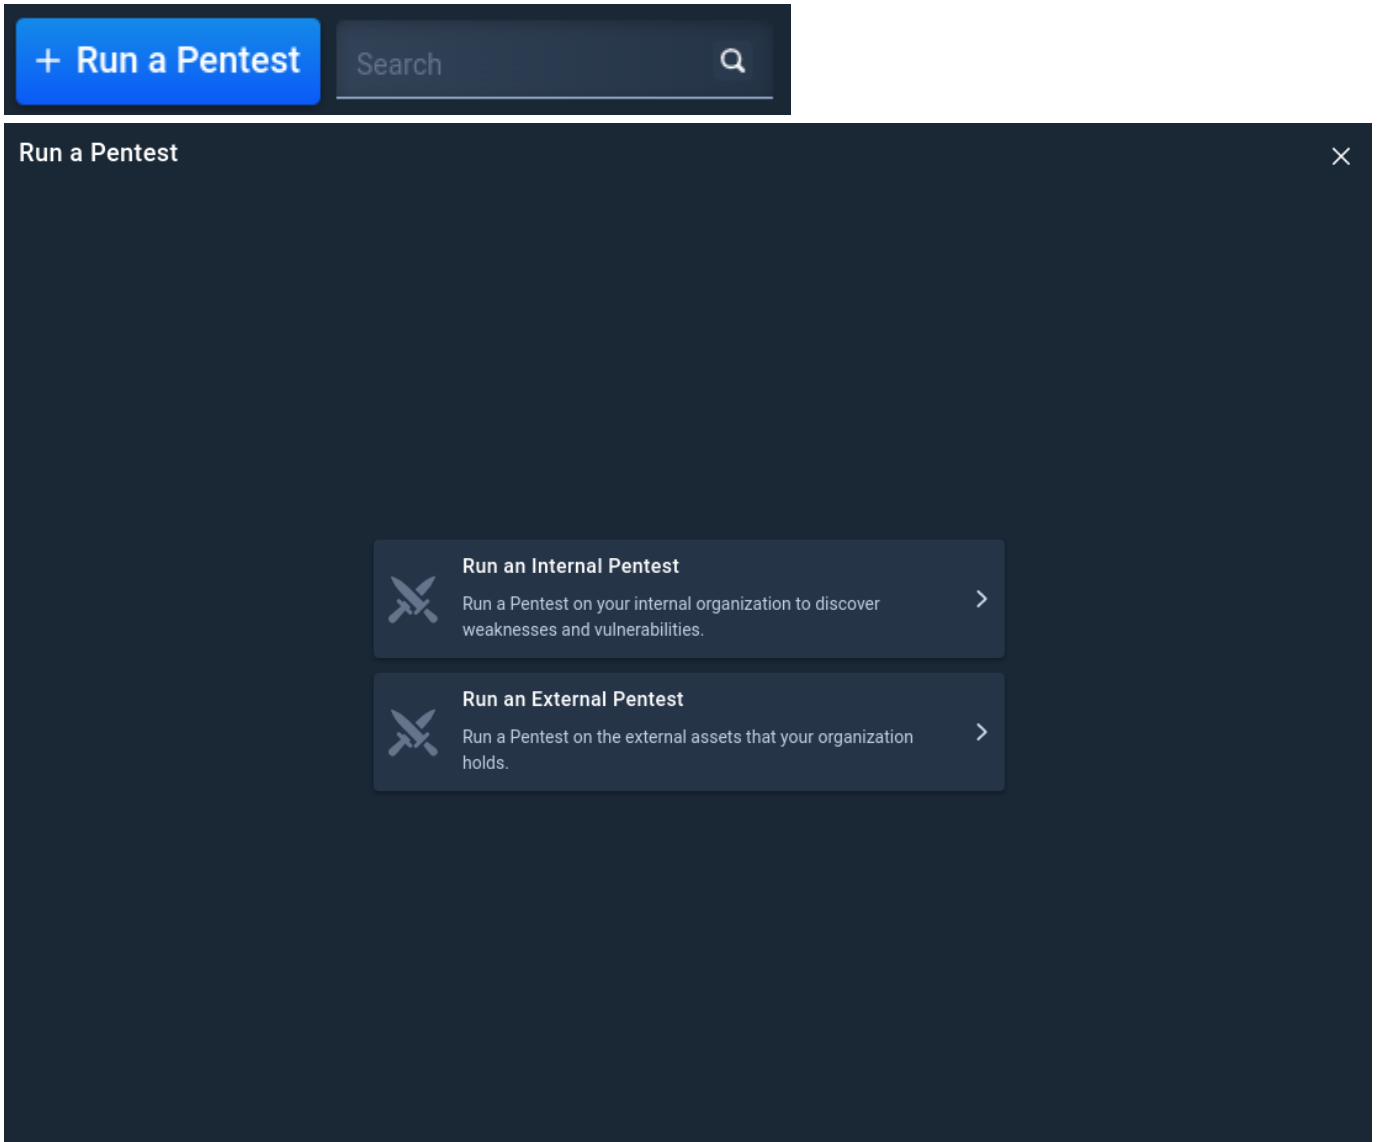 + Run a Pentest
Search
Run a Pentest
Run an Internal Pentest
Run a Pentest on your internal organization to discover
weaknesses and vulnerabilities.
Run an External Pentest
Run a Pentest on the external assets that your organization
holds.